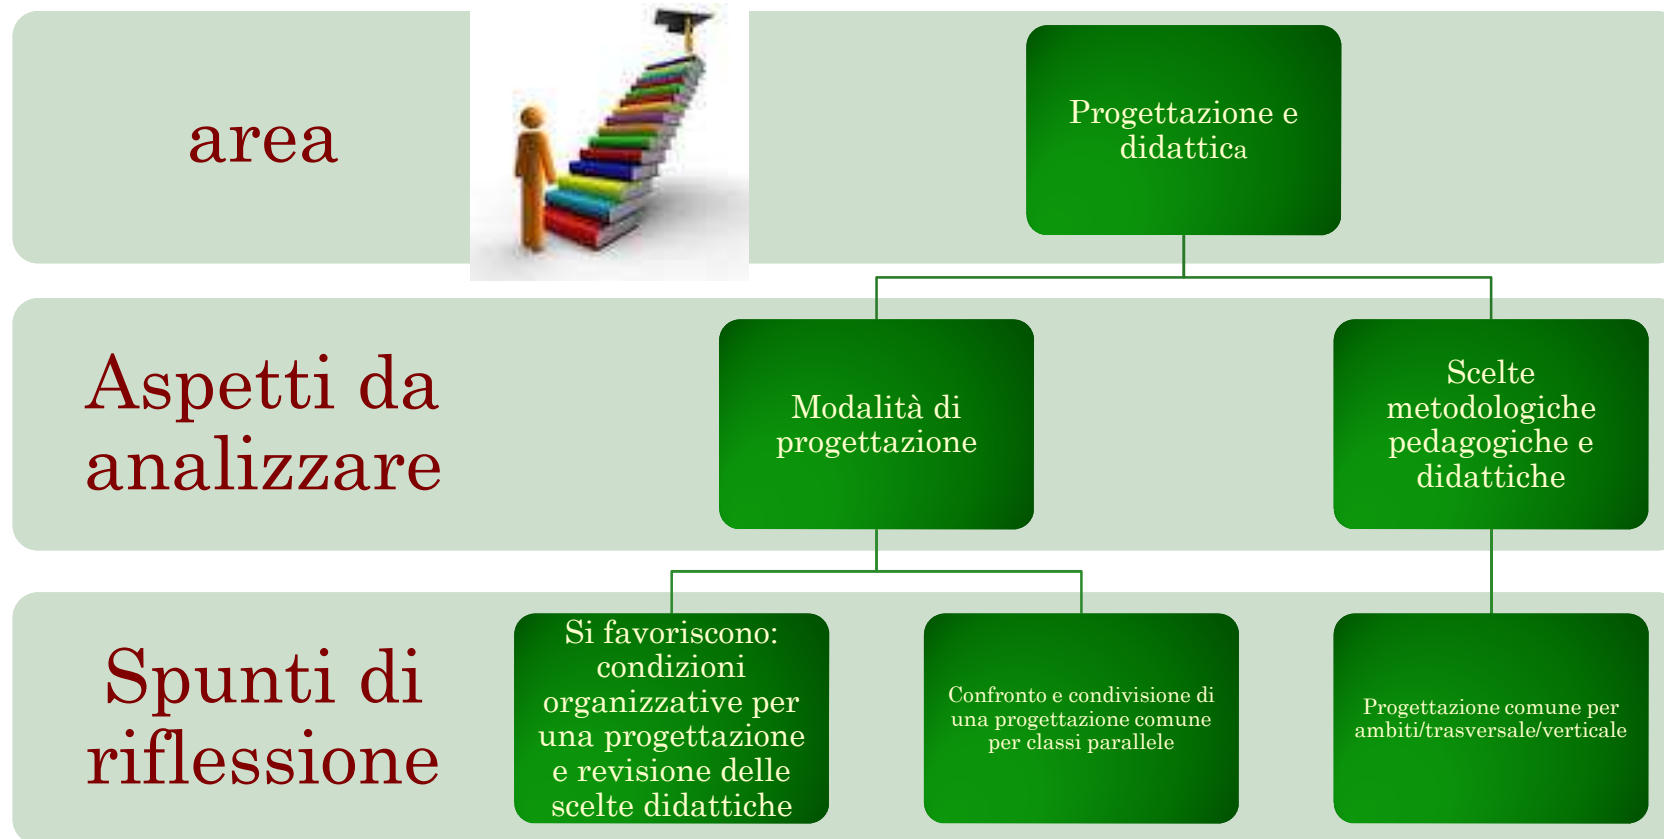 area
Progettazione e
didattica
Aspetti da
analizzare
Modalità di
progettazione
Scelte
metodologiche
pedagogiche e
didattiche
Spunti di
riflessione
Si favoriscono:
condizioni
organizzative per
una progettazione
e revisione delle
scelte didattiche
Confronto e condivisione di
una progettazione comune
per classi parallele
Progettazione comune per
ambiti/trasversale/verticale